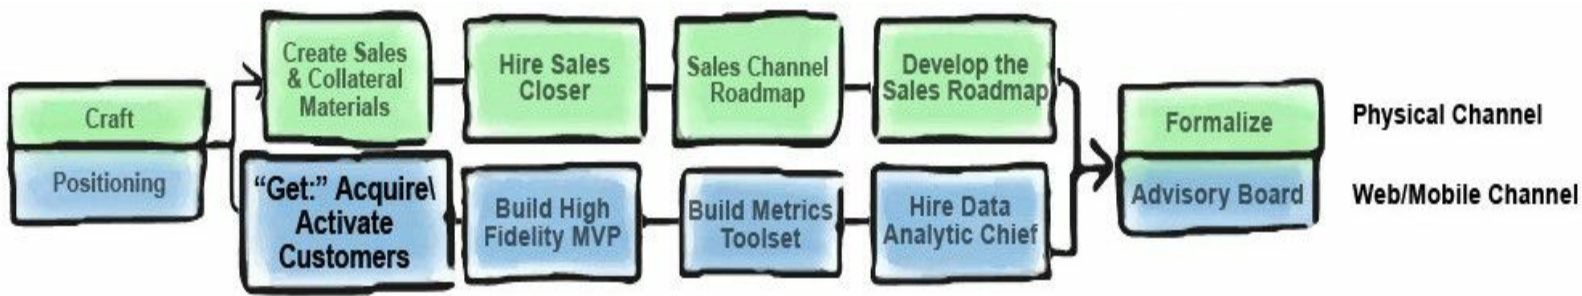 Craft
Positioning
Create Sales
& Collateral
Materials
Hire Sales
Closer
Sales Channel
Roadmap
Develop the
Sales Roadmap
“Get:” Acquire\
Activate
Customers
Build High
Fidelity MVP
Build Metrics
Toolset
Hire Data
Analytic Chief
Formalize
Advisory Board
Physical Channel
Web/Mobile Channel